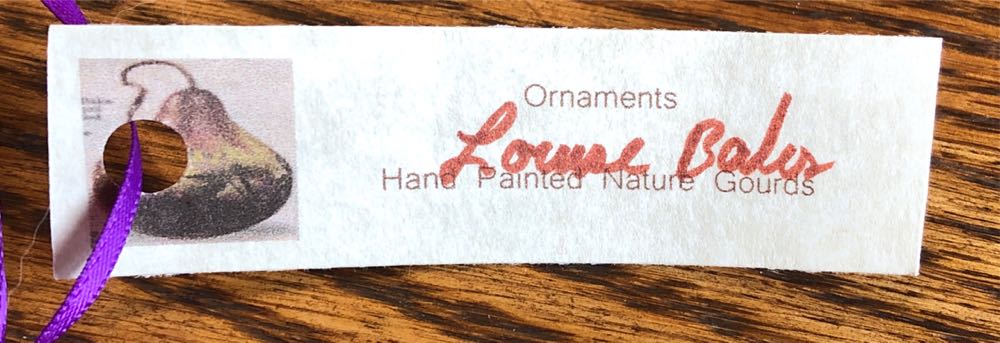 Ornaments
Louise Bales
Hand Painted Nature Gourds